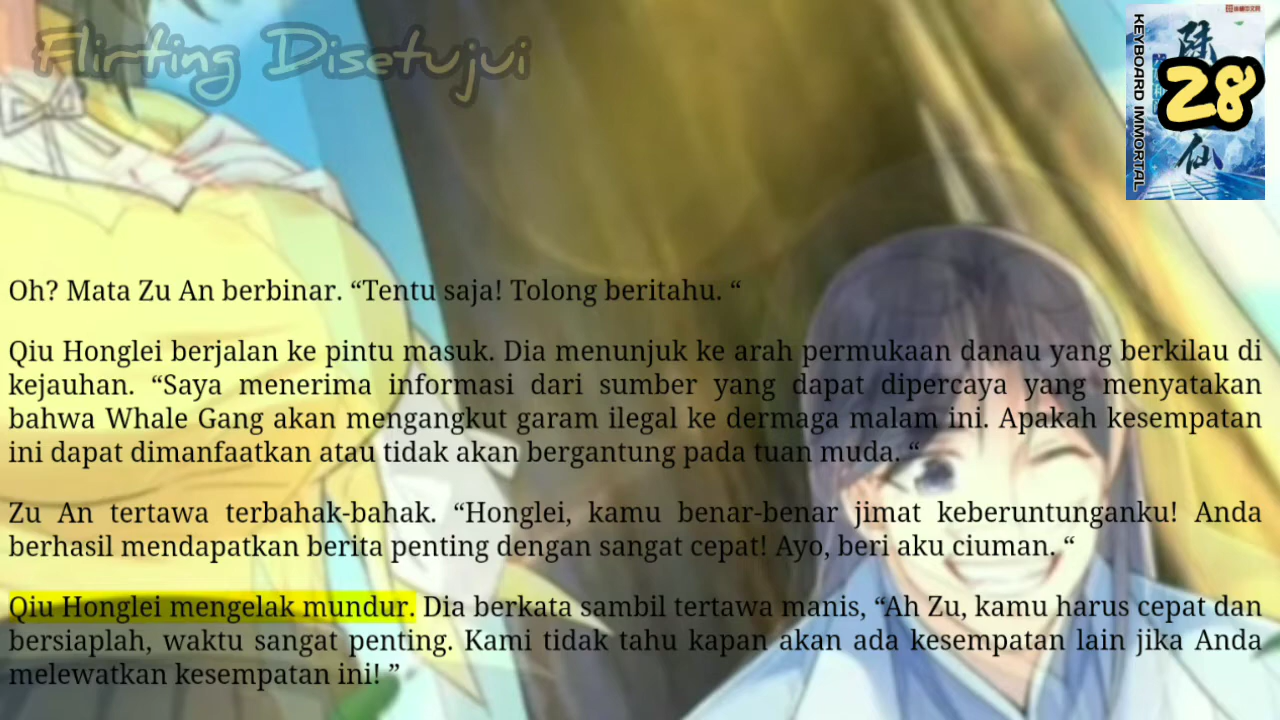 Flirting Disetujui
陆
仙
KEYBOARD IMMORTAL
28
Oh? Mata Zu An berbinar. “Tentu saja! Tolong beritahu. “
Qiu Honglei berjalan ke pintu masuk. Dia menunjuk ke arah permukaan danau yang berkilau di
kejauhan. “Saya menerima informasi dari sumber yang dapat dipercaya yang menyatakan
bahwa Whale Gang akan mengangkut garam ilegal ke dermaga malam ini. Apakah kesempatan
ini dapat dimanfaatkan atau tidak akan bergantung pada tuan muda. “
Zu An tertawa terbahak-bahak. “Honglei, kamu benar-benar jimat keberuntunganku! Anda
berhasil mendapatkan berita penting dengan sangat cepat! Ayo, beri aku ciuman. “
Qiu Honglei mengelak mundur. Dia berkata sambil tertawa manis, “Ah Zu, kamu harus cepat dan
bersiaplah, waktu sangat penting. Kami tidak tahu kapan akan ada kesempatan lain jika Anda
melewatkan kesempatan ini! ”